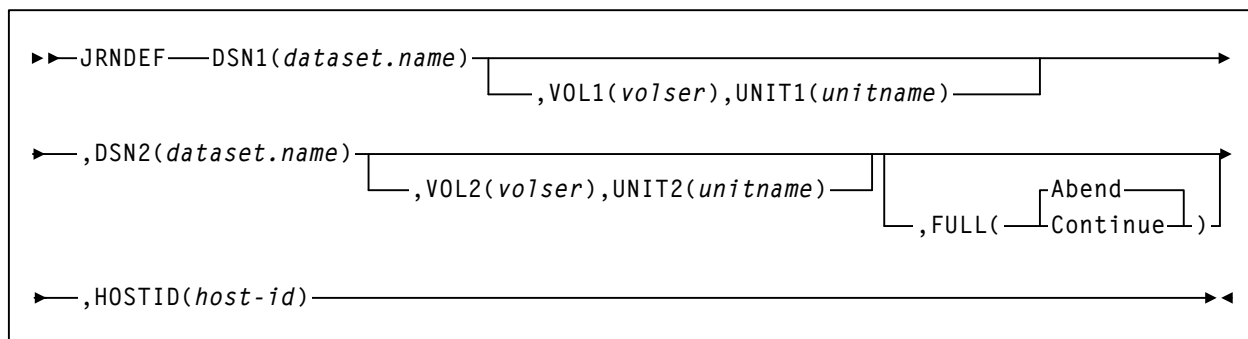 JRNDEF DSN1(dataset.name)
,VOL1(volser),UNIT1(unitname)
,DSN2(dataset.name)
,VOL2(volser),UNIT2(unitname)
Abend
,FULL( Continue )
,HOSTID(host-id)